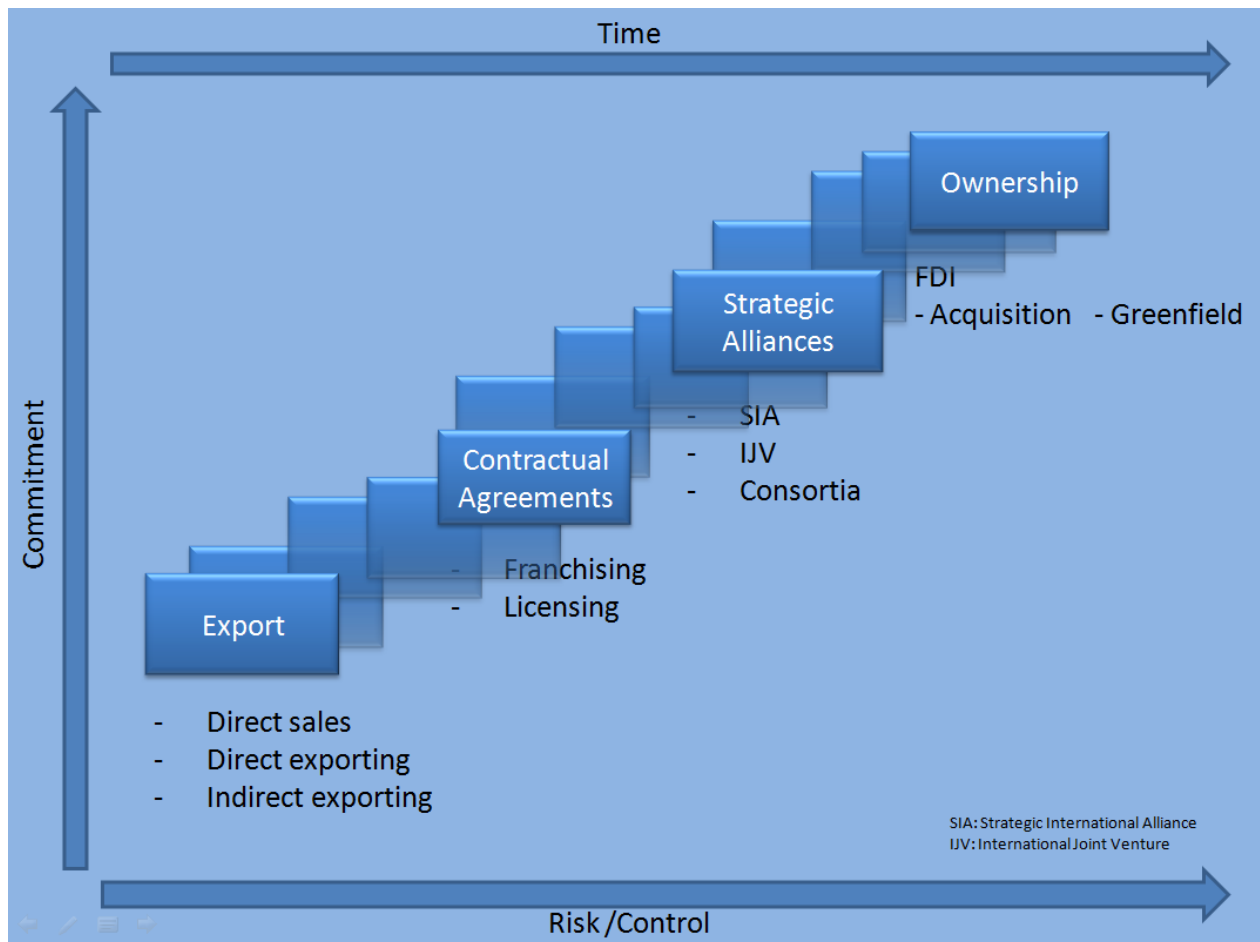 Time
Ownership
FDI
- Acquisition - Greenfield
Strategic
Alliances
- SIA
- IJV
- Consortia
Commitment
Contractual
Agreements
- Franchising
- Licensing
Export
- Direct sales
- Direct exporting
- Indirect exporting
SIA: Strategic International Alliance
IJV: International Joint Venture
Risk /Control